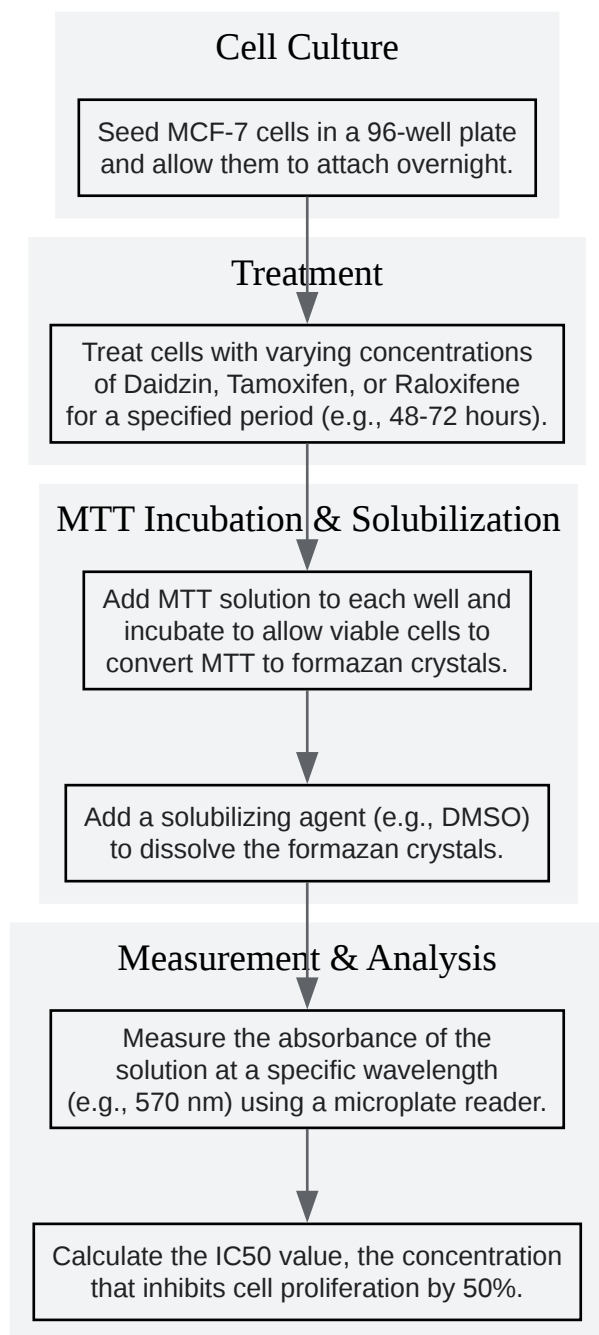 Cell Culture
Seed MCF-7 cells in a 96-well plate
and allow them to attach overnight.
Treatment
Treat cells with varying concentrations
of Daidzin, Tamoxifen, or Raloxifene
for a specified period (e.g., 48-72 hours).
MTT Incubation & Solubilization
Add MTT solution to each well and
incubate to allow viable cells to
convert MTT to formazan crystals.
Add a solubilizing agent (e.g., DMSO)
to dissolve the formazan crystals.
Measurement & Analysis
Measure the absorbance of the
solution at a specific wavelength
(e.g., 570 nm) using a microplate reader.
Calculate the IC50 value, the concentration
that inhibits cell proliferation by 50%.